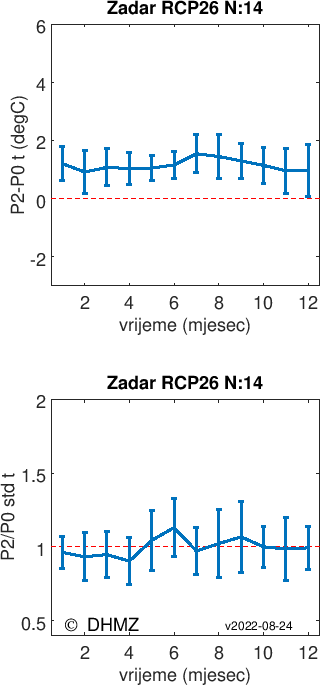 Zadar RCP26 N:14
6
4
2
0
-2
P2-P0 t (degC)
2 4 6 8 10 12
vrijeme (mjesec)
Zadar RCP26 N:14
2
1.5
1
0.5
P2/P0 std t
© DHMZ
v2022-08-24
2 4 6 8 10 12
vrijeme (mjesec)